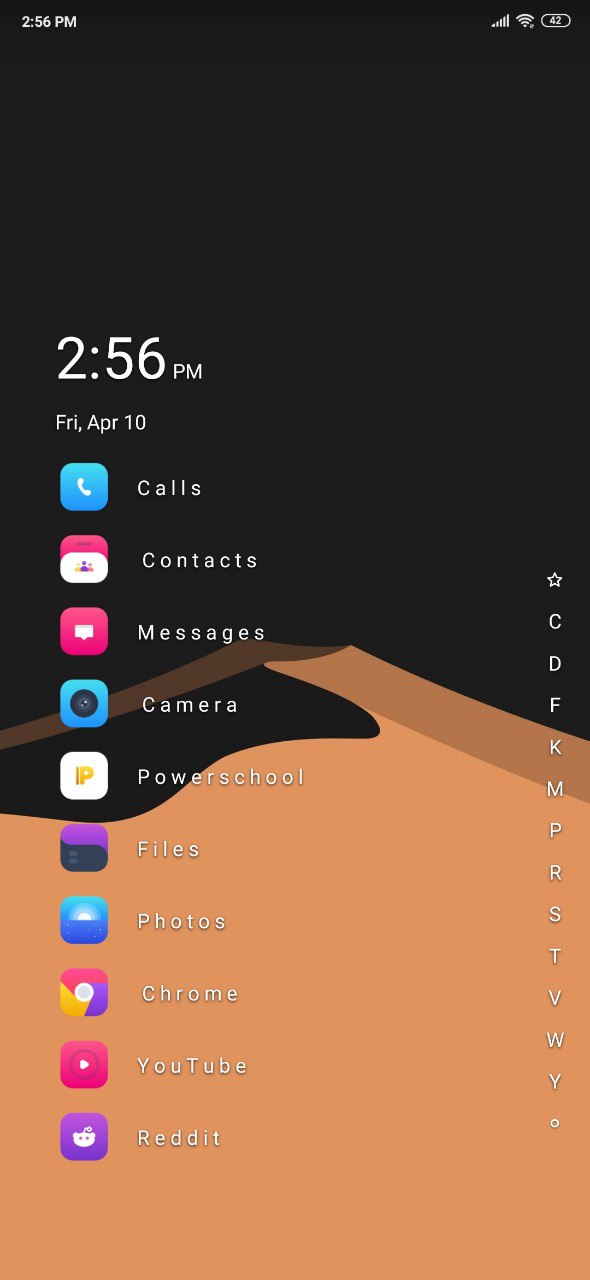 2:56 PM
42
2:56 PM
Fri, Apr 10
Calls
Contacts
Messages
Camera
Powerschool
Files
Photos
Chrome
YouTube
Reddit
C
D
F
K
M
P
R
S
T
V
W
Y